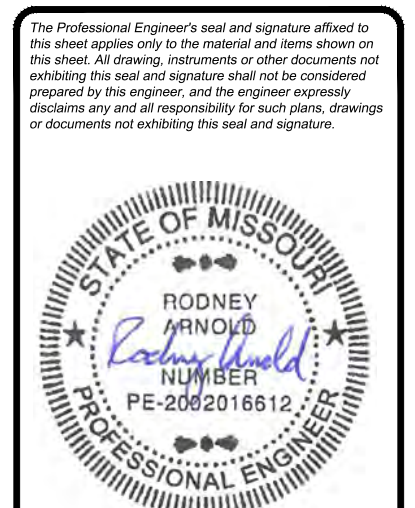 The Professional Engineer's seal and signature affixed to
this sheet applies only to the material and items shown on
this sheet. All drawing, instruments or other documents not
exhibiting this seal and signature shall not be considered
prepared by this engineer, and the engineer expressly
disclaims any and all responsibility for such plans, drawings
or documents not exhibiting this seal and signature.
STATE OF MISSOURI
RODNEY
ARNOLD
Rodney Arnold
NUMBER
PE-2002016612
PROFESSIONAL ENGINEER